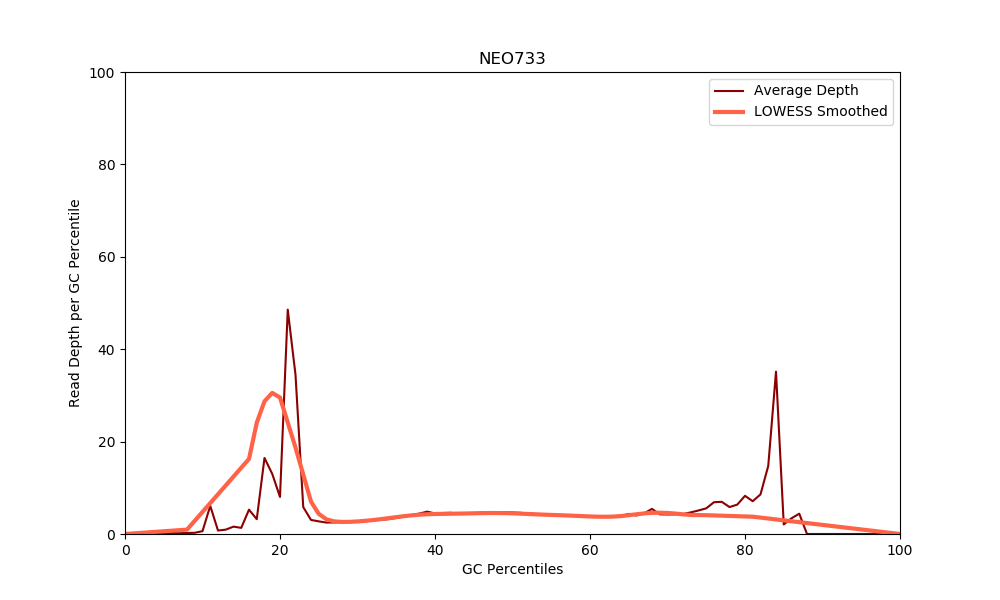 NEO733
Average Depth
LOWESS Smoothed
Read Depth per GC Percentile
100
80
60
40
20
0
0 20 40 60 80 100
GC Percentiles